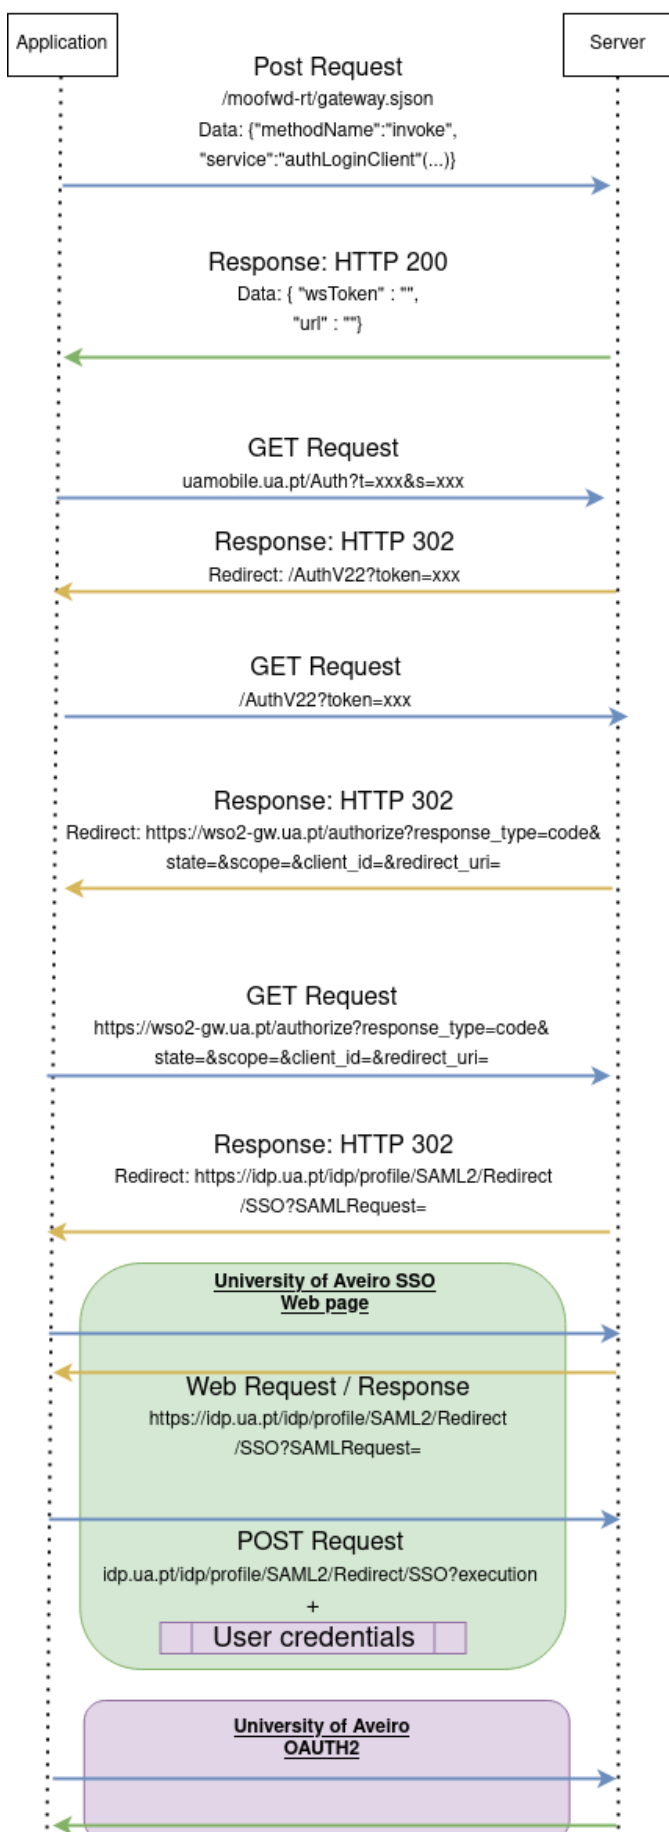 Application
Server
Post Request
/moofwd-rt/gateway.sjson
Data: {"methodName":"invoke",
"service":"authLoginClient"(...)}
Response: HTTP 200
Data: { "wsToken" : "",
"url" : ""}
GET Request
uamobile.ua.pt/Auth?t=xxx&s=xxx
Response: HTTP 302
Redirect: /AuthV22?token=xxx
GET Request
/AuthV22?token=xxx
Response: HTTP 302
Redirect: https://wso2-gw.ua.pt/authorize?response_type=code&
state=&scope=&client_id=&redirect_uri=
GET Request
https://wso2-gw.ua.pt/authorize?response_type=code&
state=&scope=&client_id=&redirect_uri=
Response: HTTP 302
Redirect: https://idp.ua.pt/idp/profile/SAML2/Redirect
/SSO?SAMLRequest=
University of Aveiro SSO
Web page
Web Request / Response
https://idp.ua.pt/idp/profile/SAML2/Redirect
/SSO?SAMLRequest=
POST Request
idp.ua.pt/idp/profile/SAML2/Redirect/SSO?execution
+
User credentials
University of Aveiro
OAUTH2